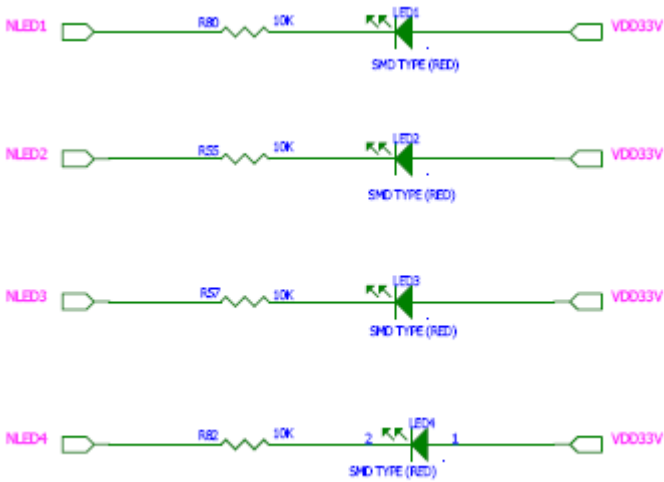 NLED1 R80 10K LED1 VDD33V
SMD TYPE (RED)
NLED2 R55 10K LED2 VDD33V
SMD TYPE (RED)
NLED3 R57 10K LED3 VDD33V
SMD TYPE (RED)
NLED4 R82 10K 2 LED4 1 VDD33V
SMD TYPE (RED)